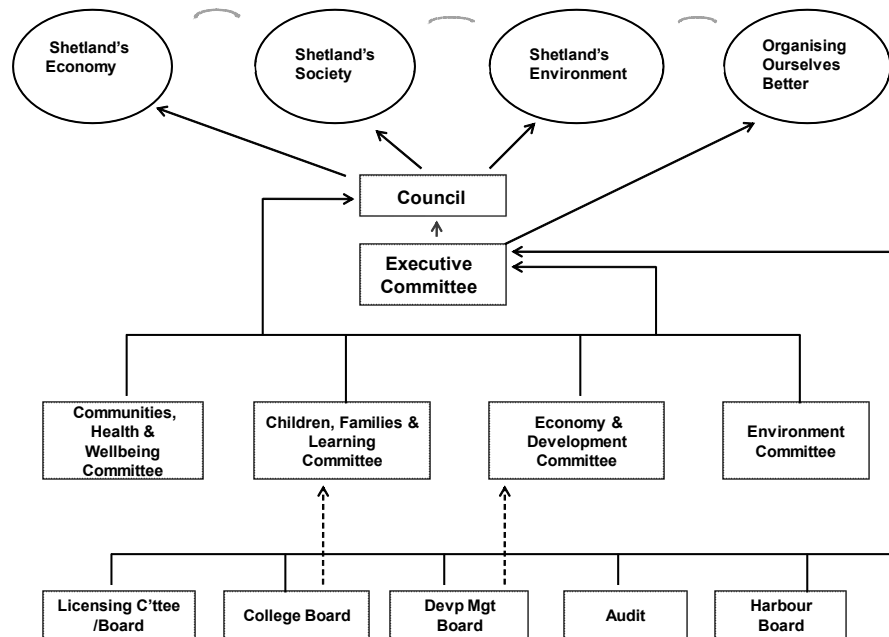 Shetland's
Economy
Shetland's
Society
Shetland's
Environment
Organising
Ourselves
Better
Council
Executive
Committee
Communities,
Health &
Wellbeing
Committee
Children, Families &
Learning
Committee
Economy &
Development
Committee
Environment
Committee
Licensing C'ttee
/Board
College Board
Devp Mgt
Board
Audit
Harbour
Board